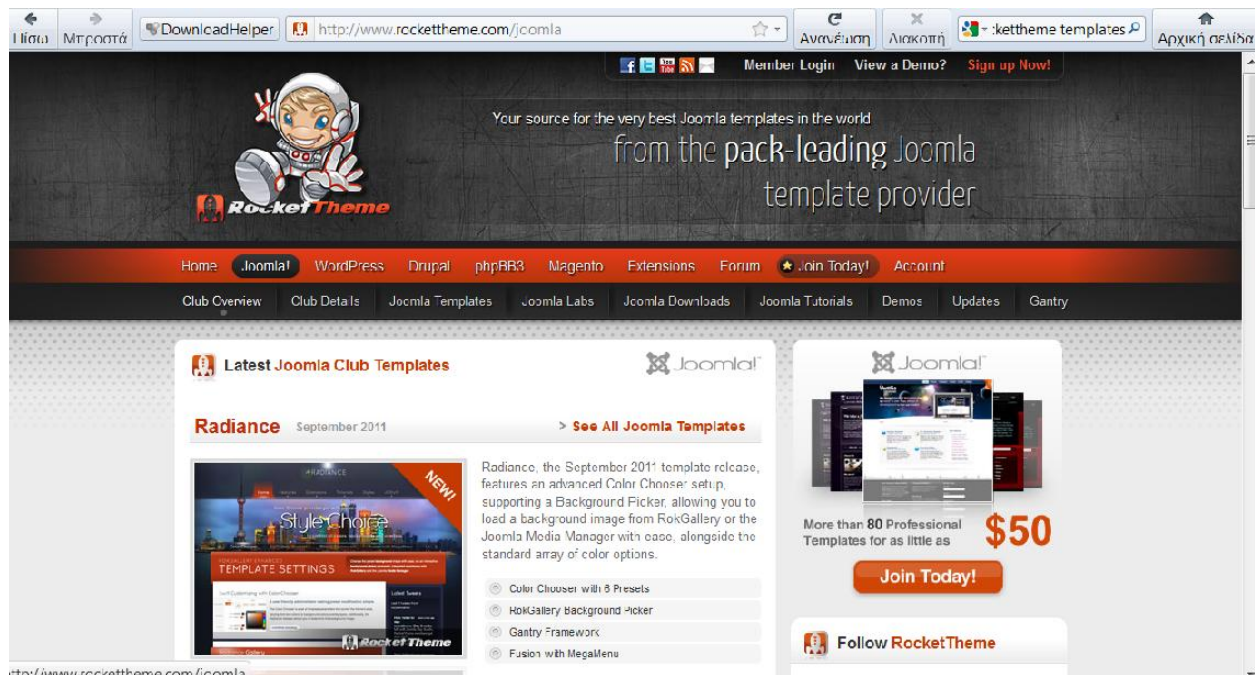 Πίσω Μπροστά DownloadHelper http://www.rockettheme.com/joomla Ανανέωση Διακοπή :kettheme templates Αρχική σελίδα
Member Login View a Demo? Sign up Now!
Your source for the very best Joomla templates in the world
from the pack-leading Joomla
template provider
RocketTheme
Home Joomla! WordPress Drupal phpBB3 Magento Extensions Forum Join Today! Account
Club Overview Club Details Joomla Templates Joomla Labs Joomla Downloads Joomla Tutorials Demos Updates Gantry
Latest Joomla Club Templates Joomla!
Radiance September 2011 > See All Joomla Templates
RADIANCE
NEW!
Style Choice
TEMPLATE SETTINGS
RocketTheme
Radiance, the September 2011 template release,
features an advanced Color Chooser setup,
supporting a Background Picker, allowing you to
load a background image from RokGallery or the
Joomla Media Manager with ease, alongside the
standard array of color options.
Color Chooser with 6 Presets
RokGallery Background Picker
Gantry Framework
Fusion with MegaMenu
Joomla!
More than 80 Professional
Templates for as little as $50
Join Today!
Follow RocketTheme
http://www.rockettheme.com/joomla